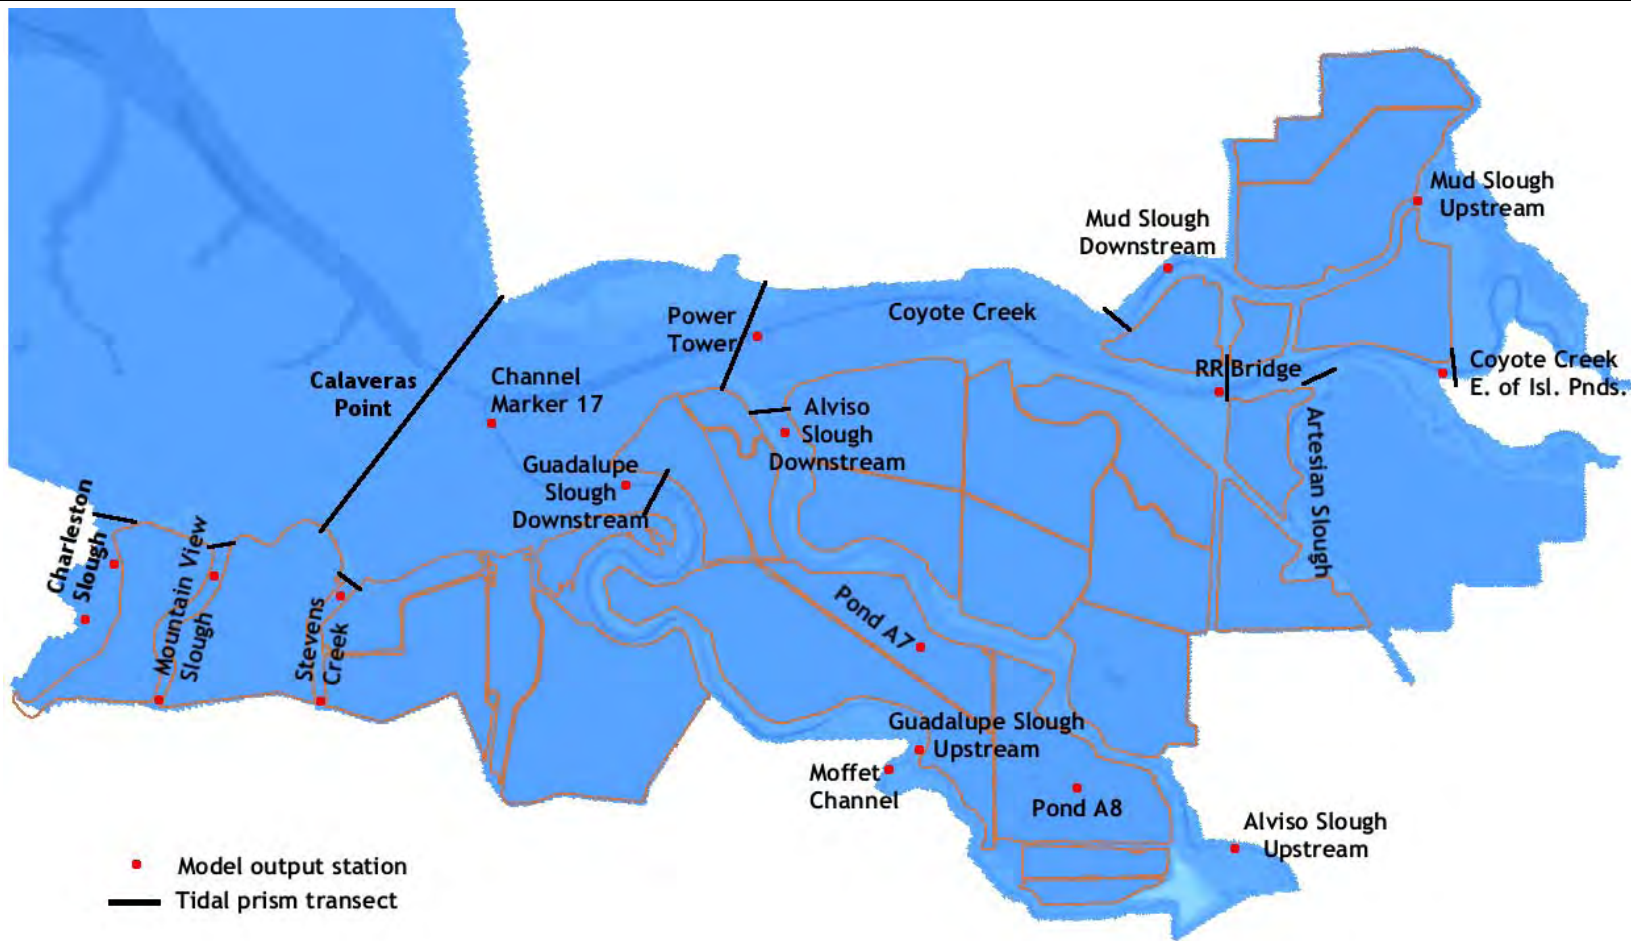 Mud Slough
Upstream
Mud Slough
Downstream
Power
Tower
Coyote Creek
Calaveras
Point
Channel
Marker 17
RR Bridge
Coyote Creek
E. of Isl. Pnds.
Alviso
Slough
Downstream
Guadalupe
Slough
Downstream
Artesian Slough
Charleston
Slough
Mountain View
Slough
Stevens
Creek
Pond A7
Guadalupe Slough
Upstream
Moffet
Channel
Pond A8
Alviso Slough
Upstream
Model output station
Tidal prism transect